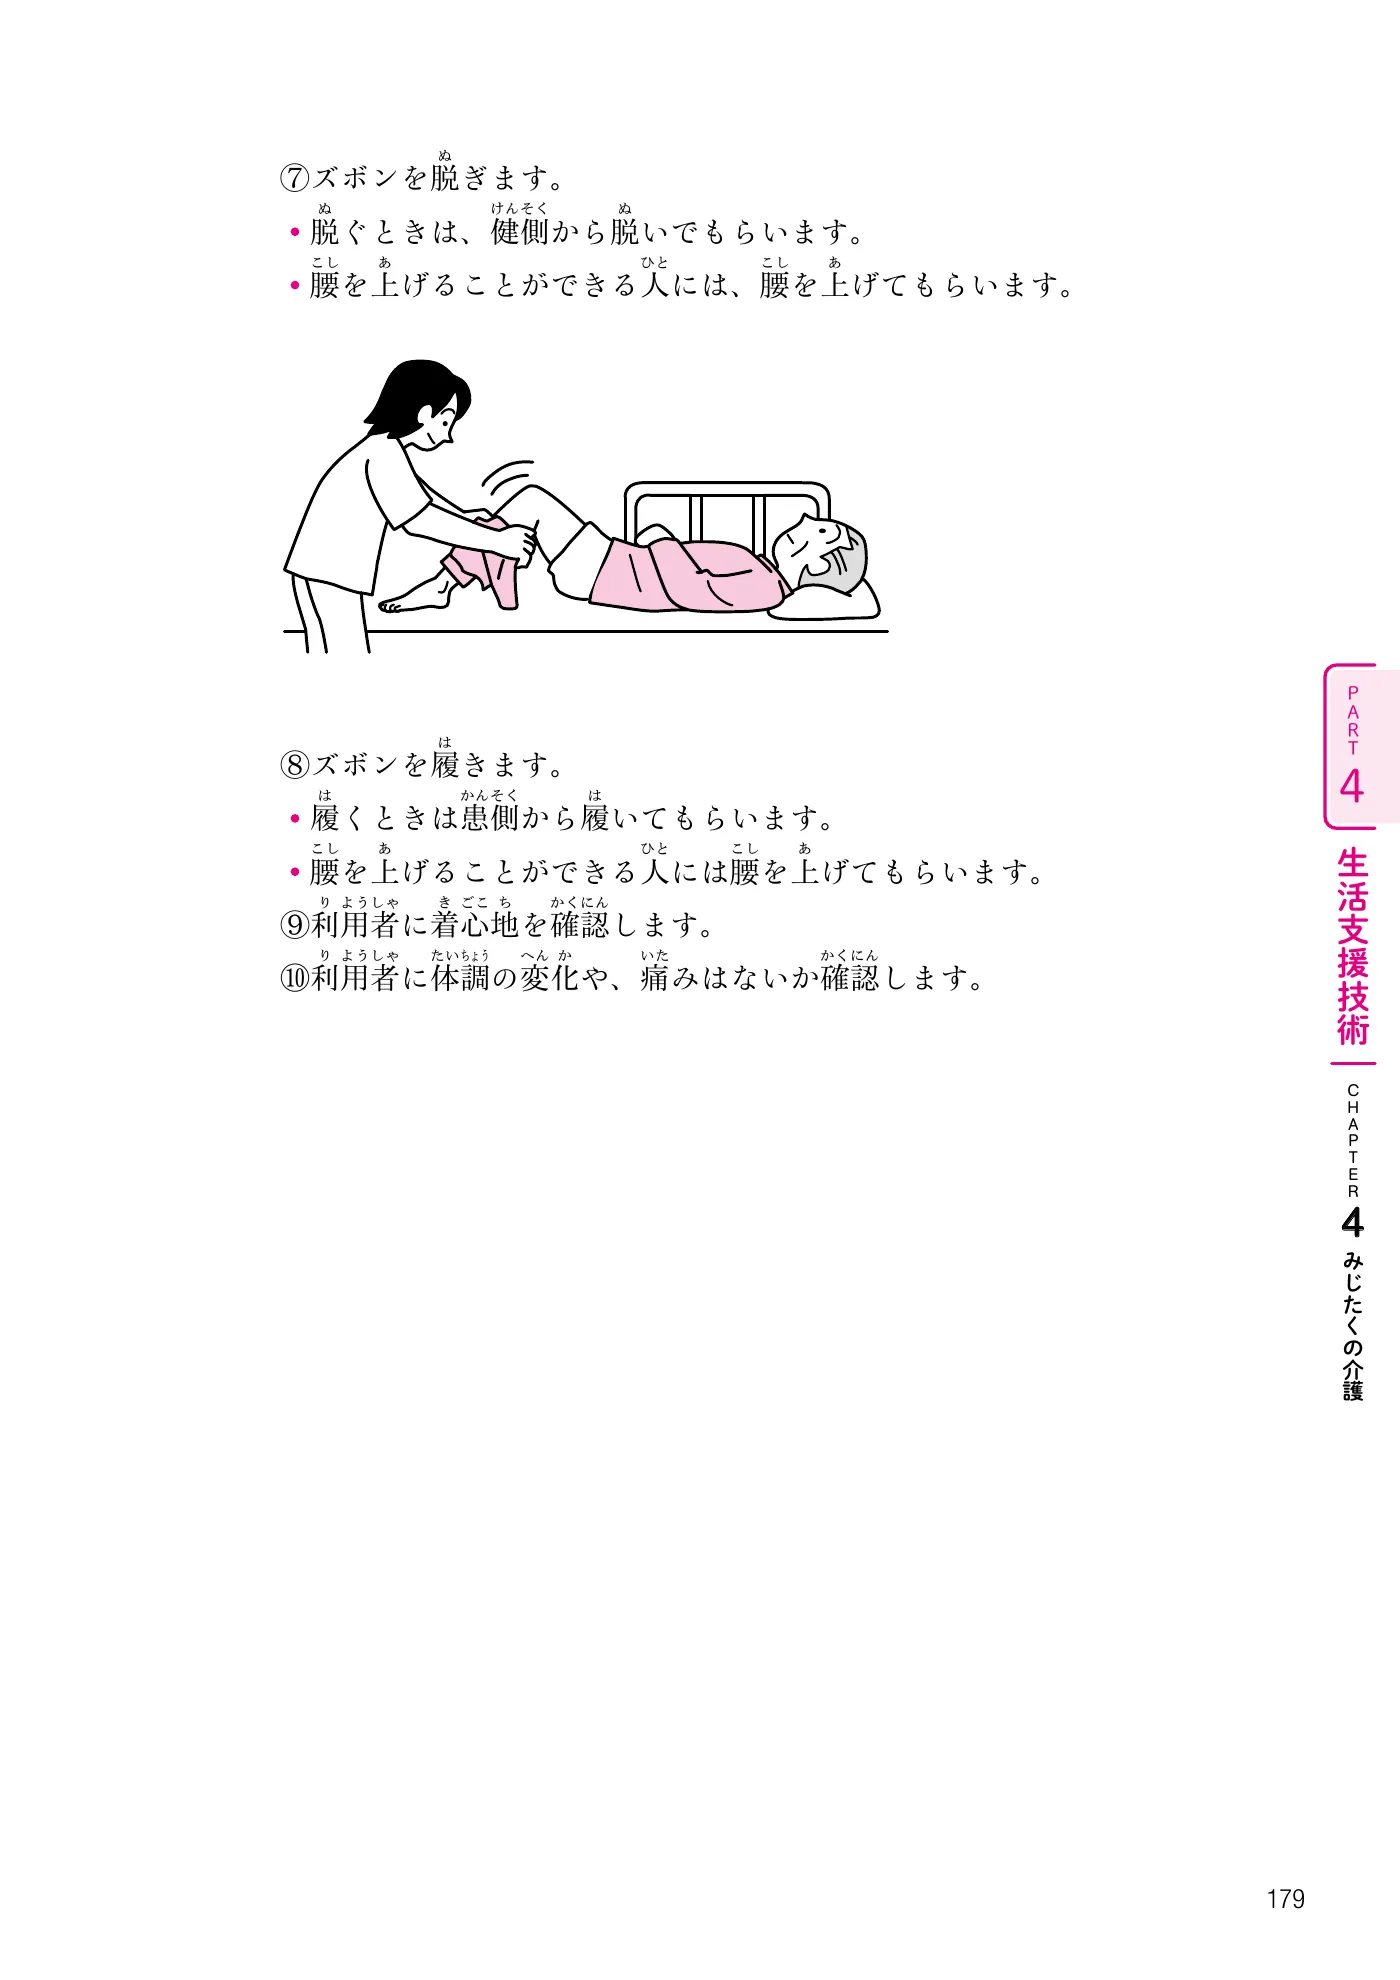 ⑦ズボンを脱ぎます。
・脱ぐときは、健側から脱いでもらいます。
・腰を上げることができる人には、腰を上げてもらいます。
⑧ズボンを履きます。
・履くときは患側から履いてもらいます。
・腰を上げることができる人には腰を上げてもらいます。
⑨利用者に着心地を確認します。
⑩利用者に体調の変化や、痛みはないか確認します。
PART 4 生活支援技術
CHAPTER 4 みじたくの介護
179